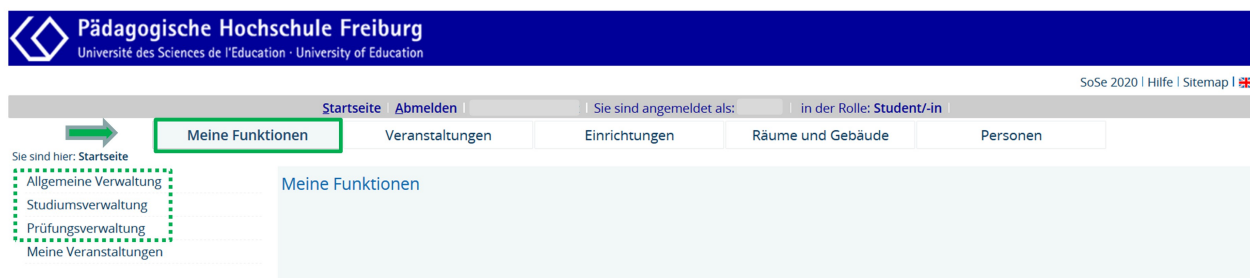 Pädagogische Hochschule Freiburg
Université des Sciences de l'Education · University of Education
SoSe 2020 | Hilfe | Sitemap |
Startseite | Abmelden | | Sie sind angemeldet als: | in der Rolle: Student/-in |
Meine Funktionen Veranstaltungen Einrichtungen Räume und Gebäude Personen
Sie sind hier: Startseite
Allgemeine Verwaltung
Meine Funktionen
Studiumsverwaltung
Prüfungsverwaltung
Meine Veranstaltungen